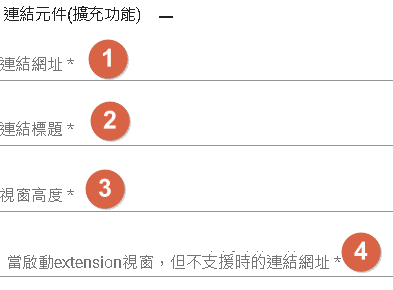 連結元件(擴充功能) —
連結網址 * 1
連結標題 * 2
視窗高度 * 3
當啟動extension視窗，但不支援時的連結網址 * 4